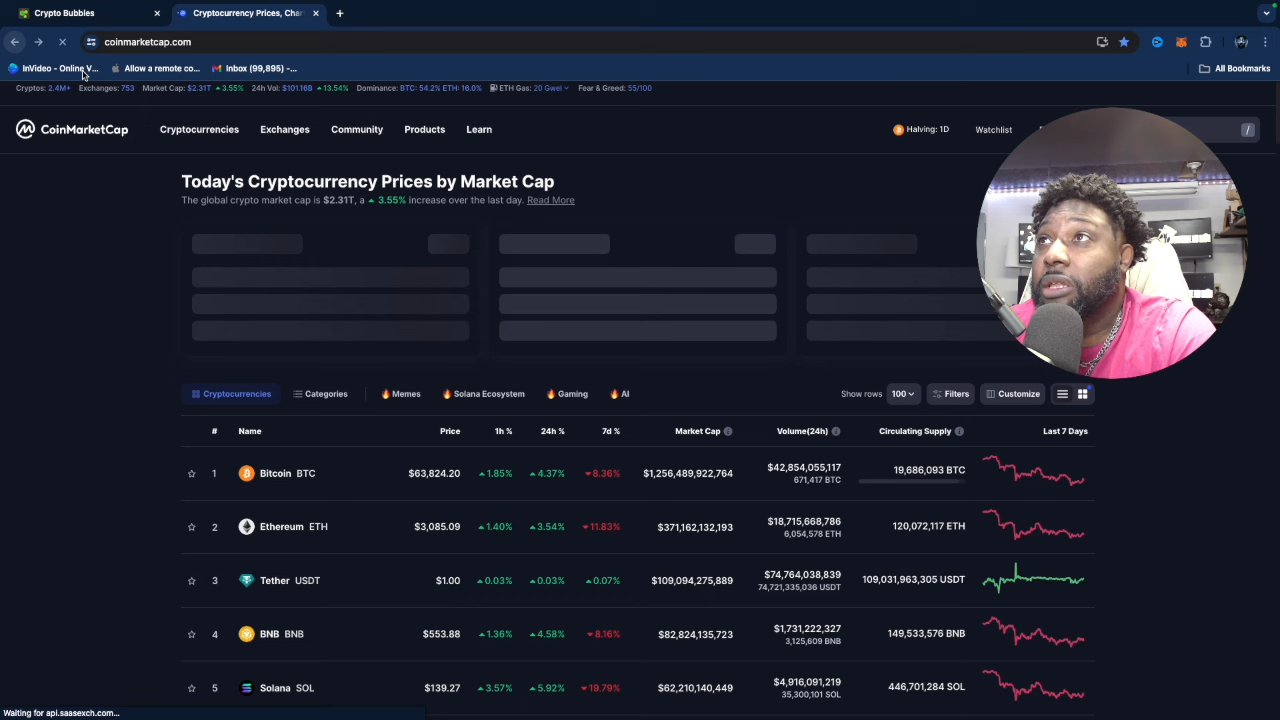 Crypto Bubbles
Cryptocurrency Prices, Char
coinmarketcap.com
InVideo - Online V...
Allow a remote co...
Inbox (99,895) -...
All Bookmarks
Cryptos: 2.4M+ Exchanges: 753 Market Cap: $2.31T 3.55% 24h Vol: $101.16B 13.54% Dominance: BTC: 54.2% ETH: 16.0% ETH Gas: 20 Gwei Fear & Greed: 55/100
CoinMarketCap Cryptocurrencies Exchanges Community Products Learn Halving: 1D Watchlist /
Today's Cryptocurrency Prices by Market Cap
The global crypto market cap is $2.31T, a 3.55% increase over the last day. Read More
Cryptocurrencies Categories Memes Solana Ecosystem Gaming AI Show rows 100 Filters Customize
# Name Price 1h % 24h % 7d % Market Cap Volume(24h) Circulating Supply Last 7 Days
1 Bitcoin BTC $63,824.20 1.85% 4.37% 8.36% $1,256,489,922,764 $42,854,055,117 19,686,093 BTC
671,417 BTC
2 Ethereum ETH $3,085.09 1.40% 3.54% 11.83% $371,162,132,193 $18,715,668,786 120,072,117 ETH
6,054,578 ETH
3 Tether USDT $1.00 0.03% 0.03% 0.07% $109,094,275,889 $74,764,038,839 109,031,963,305 USDT
74,721,335,036 USDT
4 BNB BNB $553.88 1.36% 4.58% 8.16% $82,824,135,723 $1,731,222,327 149,533,576 BNB
3,125,609 BNB
5 Solana SOL $139.27 3.57% 5.92% 19.79% $62,210,140,449 $4,916,091,219 446,701,284 SOL
35,300,101 SOL
Waiting for api.saasexch.com...